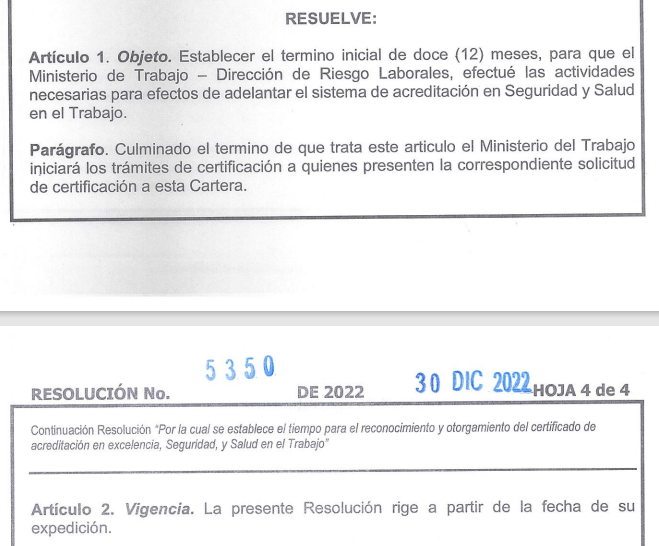 RESUELVE:
Artículo 1. Objeto. Establecer el termino inicial de doce (12) meses, para que el
Ministerio de Trabajo – Dirección de Riesgo Laborales, efectué las actividades
necesarias para efectos de adelantar el sistema de acreditación en Seguridad y Salud
en el Trabajo.
Parágrafo. Culminado el termino de que trata este articulo el Ministerio del Trabajo
iniciará los trámites de certificación a quienes presenten la correspondiente solicitud
de certificación a esta Cartera.
RESOLUCIÓN No. 5350 DE 2022 30 DIC 2022 HOJA 4 de 4
Continuación Resolución "Por la cual se establece el tiempo para el reconocimiento y otorgamiento del certificado de
acreditación en excelencia, Seguridad, y Salud en el Trabajo"
Artículo 2. Vigencia. La presente Resolución rige a partir de la fecha de su
expedición.